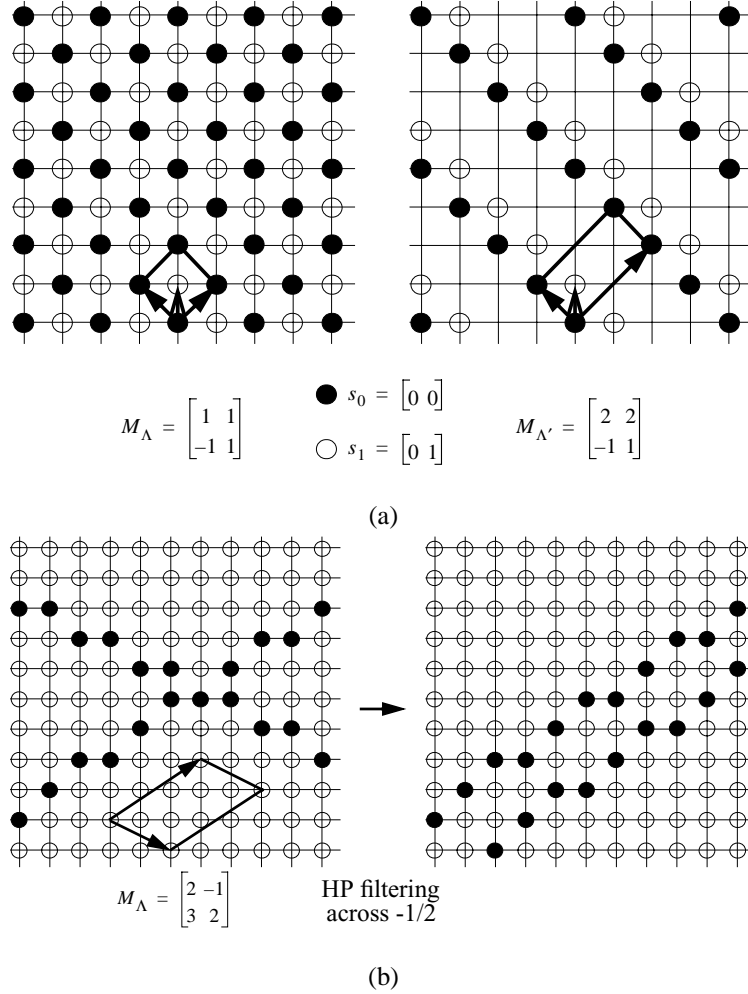 M_Λ = [1 1; −1 1]
s_0 = [0 0]
s_1 = [0 1]
M_Λ′ = [2 2; −1 1]
(a)
M_Λ = [2 −1; 3 2]
HP filtering
across -1/2
(b)